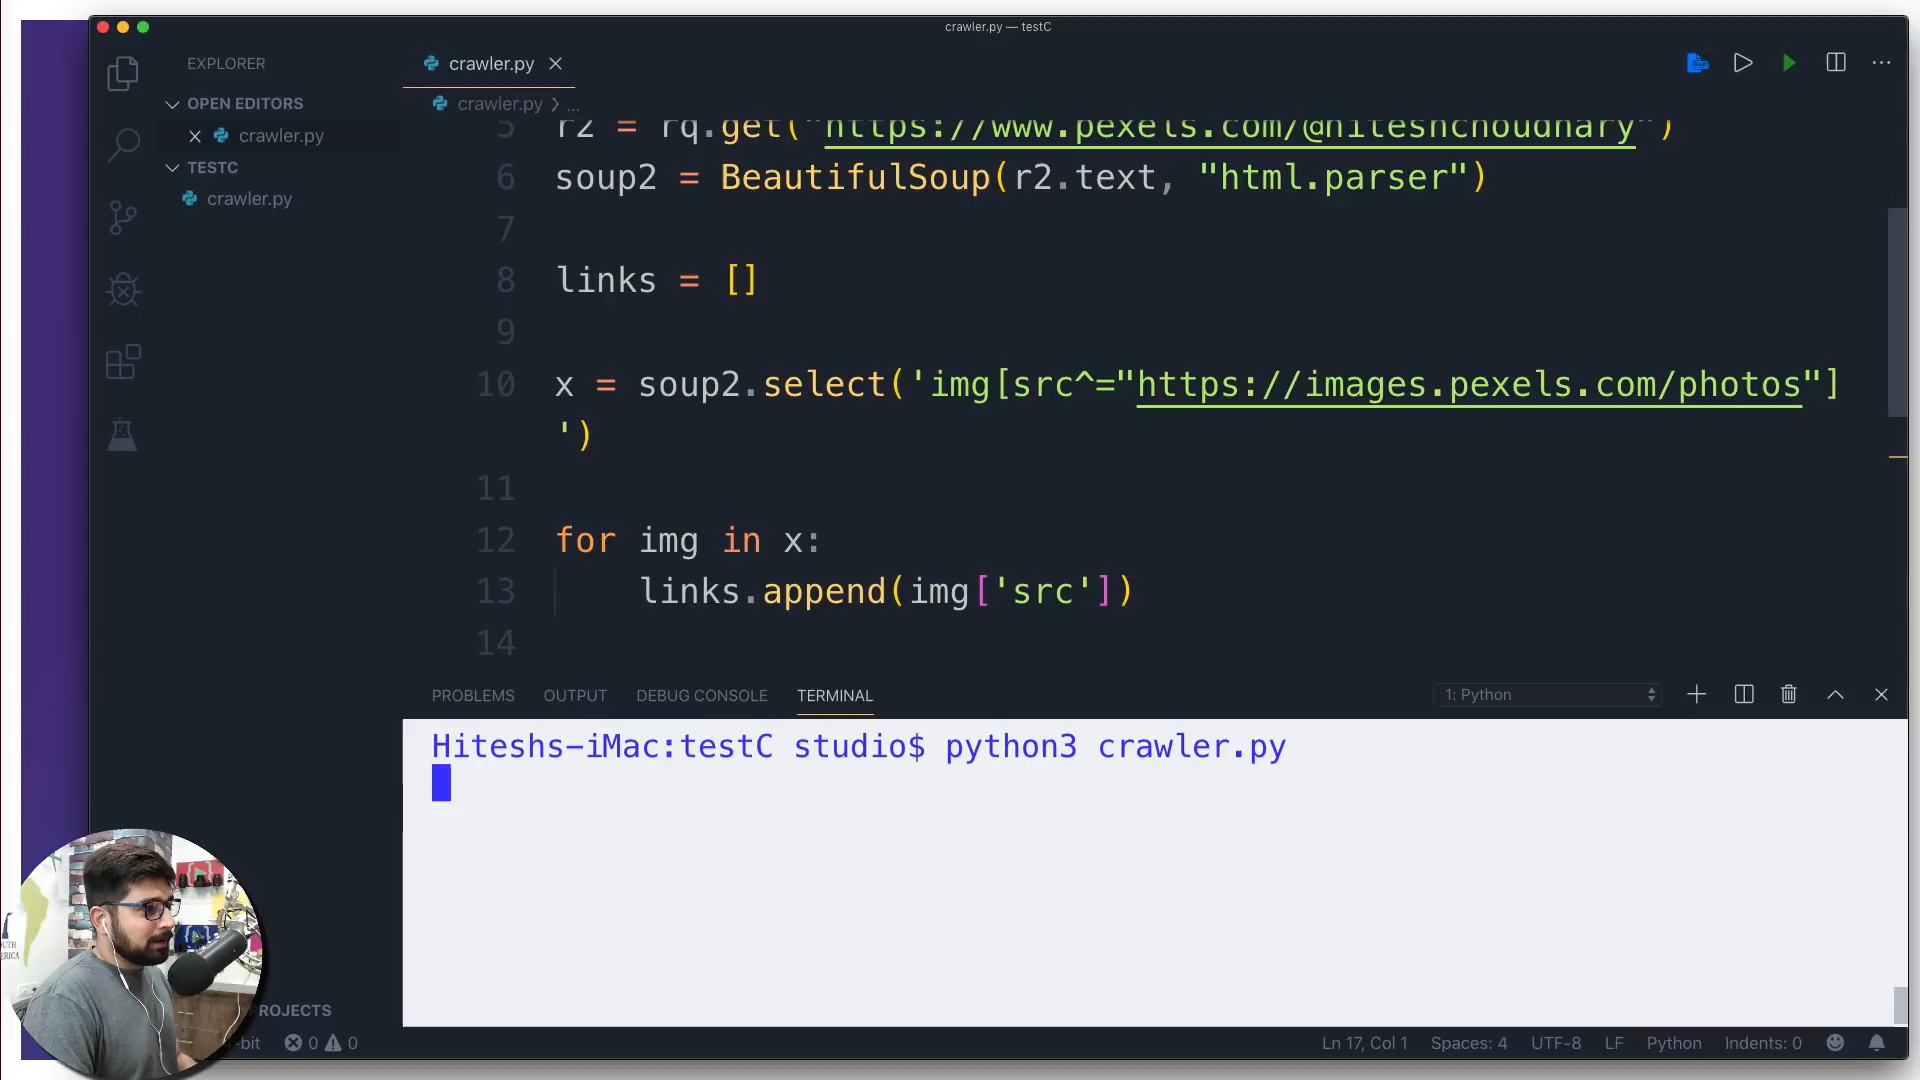 crawler.py — testC
EXPLORER
OPEN EDITORS
crawler.py
TESTC
crawler.py
crawler.py
crawler.py > ...
5 r2 = rq.get("https://www.pexels.com/@hiteshchoudhary")
6 soup2 = BeautifulSoup(r2.text, "html.parser")
7
8 links = []
9
10 x = soup2.select('img[src^="https://images.pexels.com/photos"]
')
11
12 for img in x:
13 links.append(img['src'])
14
PROBLEMS OUTPUT DEBUG CONSOLE TERMINAL
1: Python
Hiteshs-iMac:testC studio$ python3 crawler.py
PROJECTS
-bit 0 0
Ln 17, Col 1 Spaces: 4 UTF-8 LF Python Indents: 0